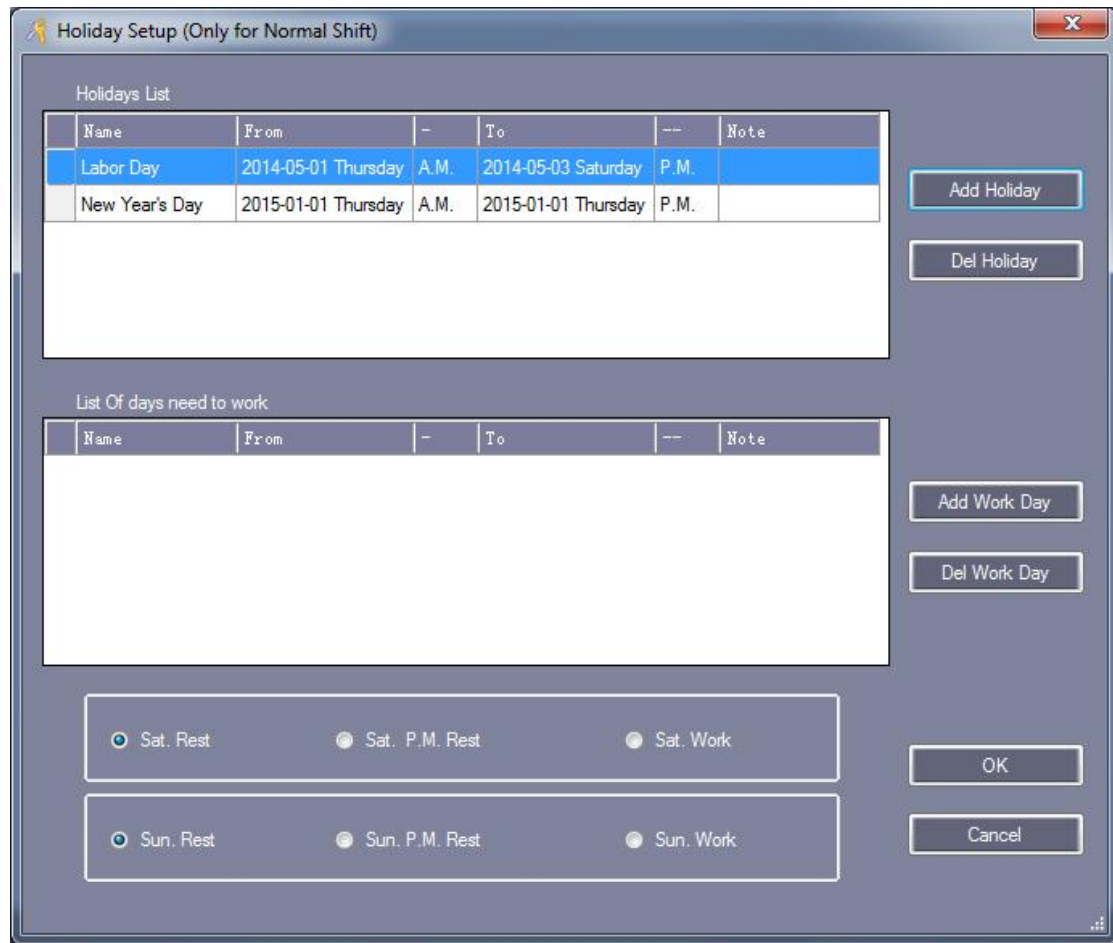 Holiday Setup (Only for Normal Shift)
Holidays List
Name From - To -- Note
Labor Day 2014-05-01 Thursday A.M. 2014-05-03 Saturday P.M.
New Year's Day 2015-01-01 Thursday A.M. 2015-01-01 Thursday P.M.
Add Holiday
Del Holiday
List Of days need to work
Name From - To -- Note
Add Work Day
Del Work Day
Sat. Rest Sat. P.M. Rest Sat. Work
OK
Sun. Rest Sun. P.M. Rest Sun. Work
Cancel